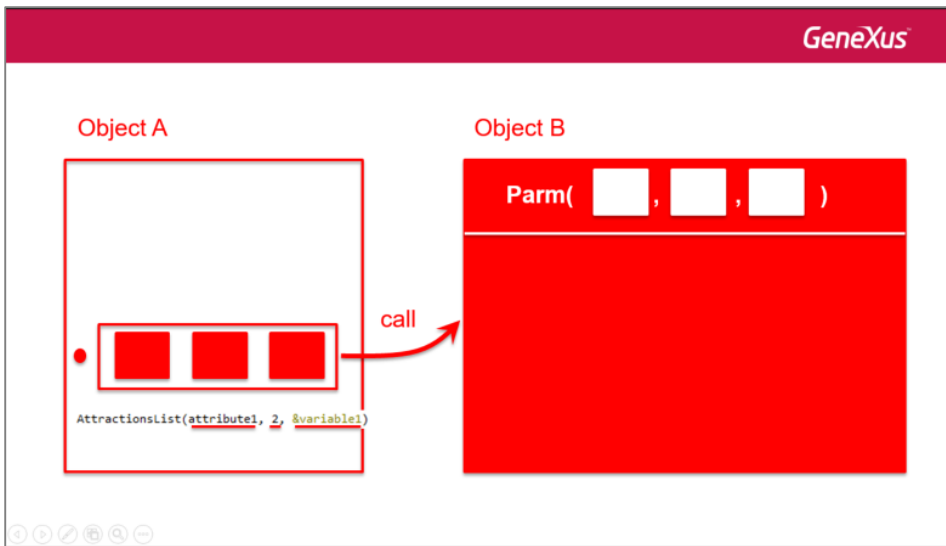 GeneXus
Object A
Object B
Parm( , , )
call
AttractionsList(attribute1, 2, &variable1)